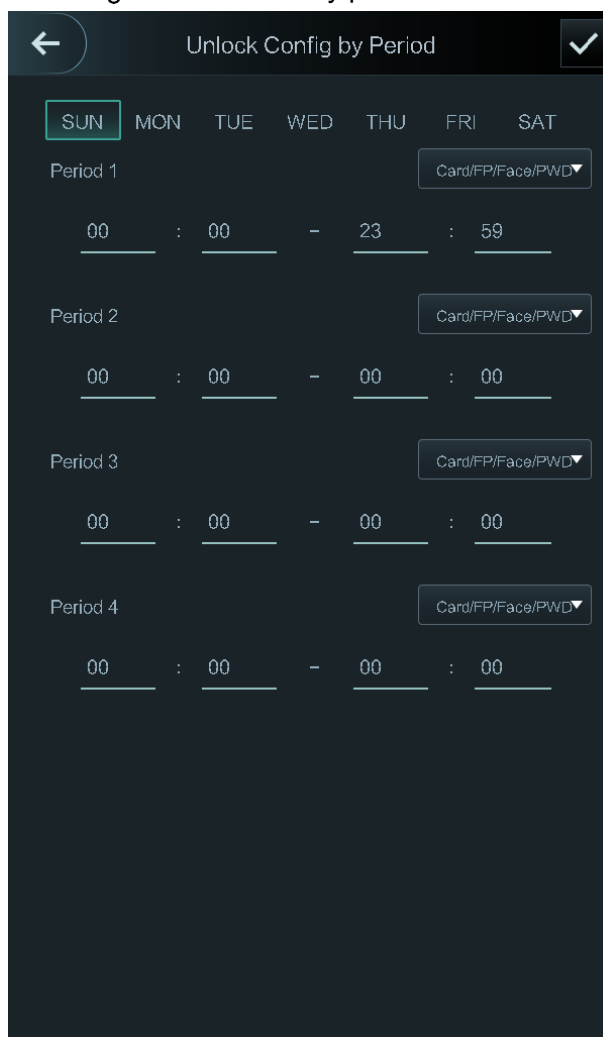 Unlock Config by Period
SUN MON TUE WED THU FRI SAT
Period 1 Card/FP/Face/PWD
00 : 00 - 23 : 59
Period 2 Card/FP/Face/PWD
00 : 00 - 00 : 00
Period 3 Card/FP/Face/PWD
00 : 00 - 00 : 00
Period 4 Card/FP/Face/PWD
00 : 00 - 00 : 00